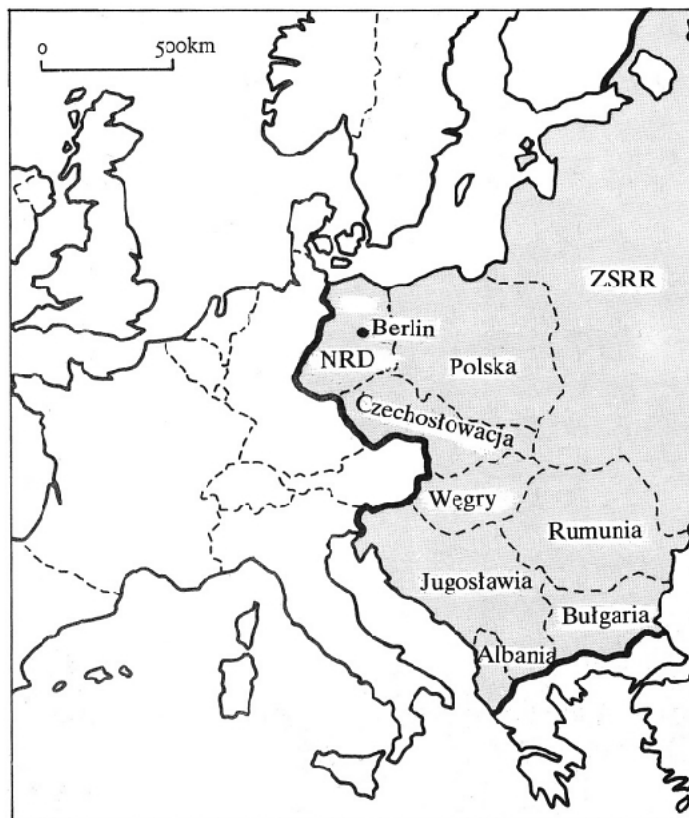 0 500km
ZSRR
Berlin
NRD
Polska
Czechosłowacja
Węgry
Rumunia
Jugosławia
Bułgaria
Albania